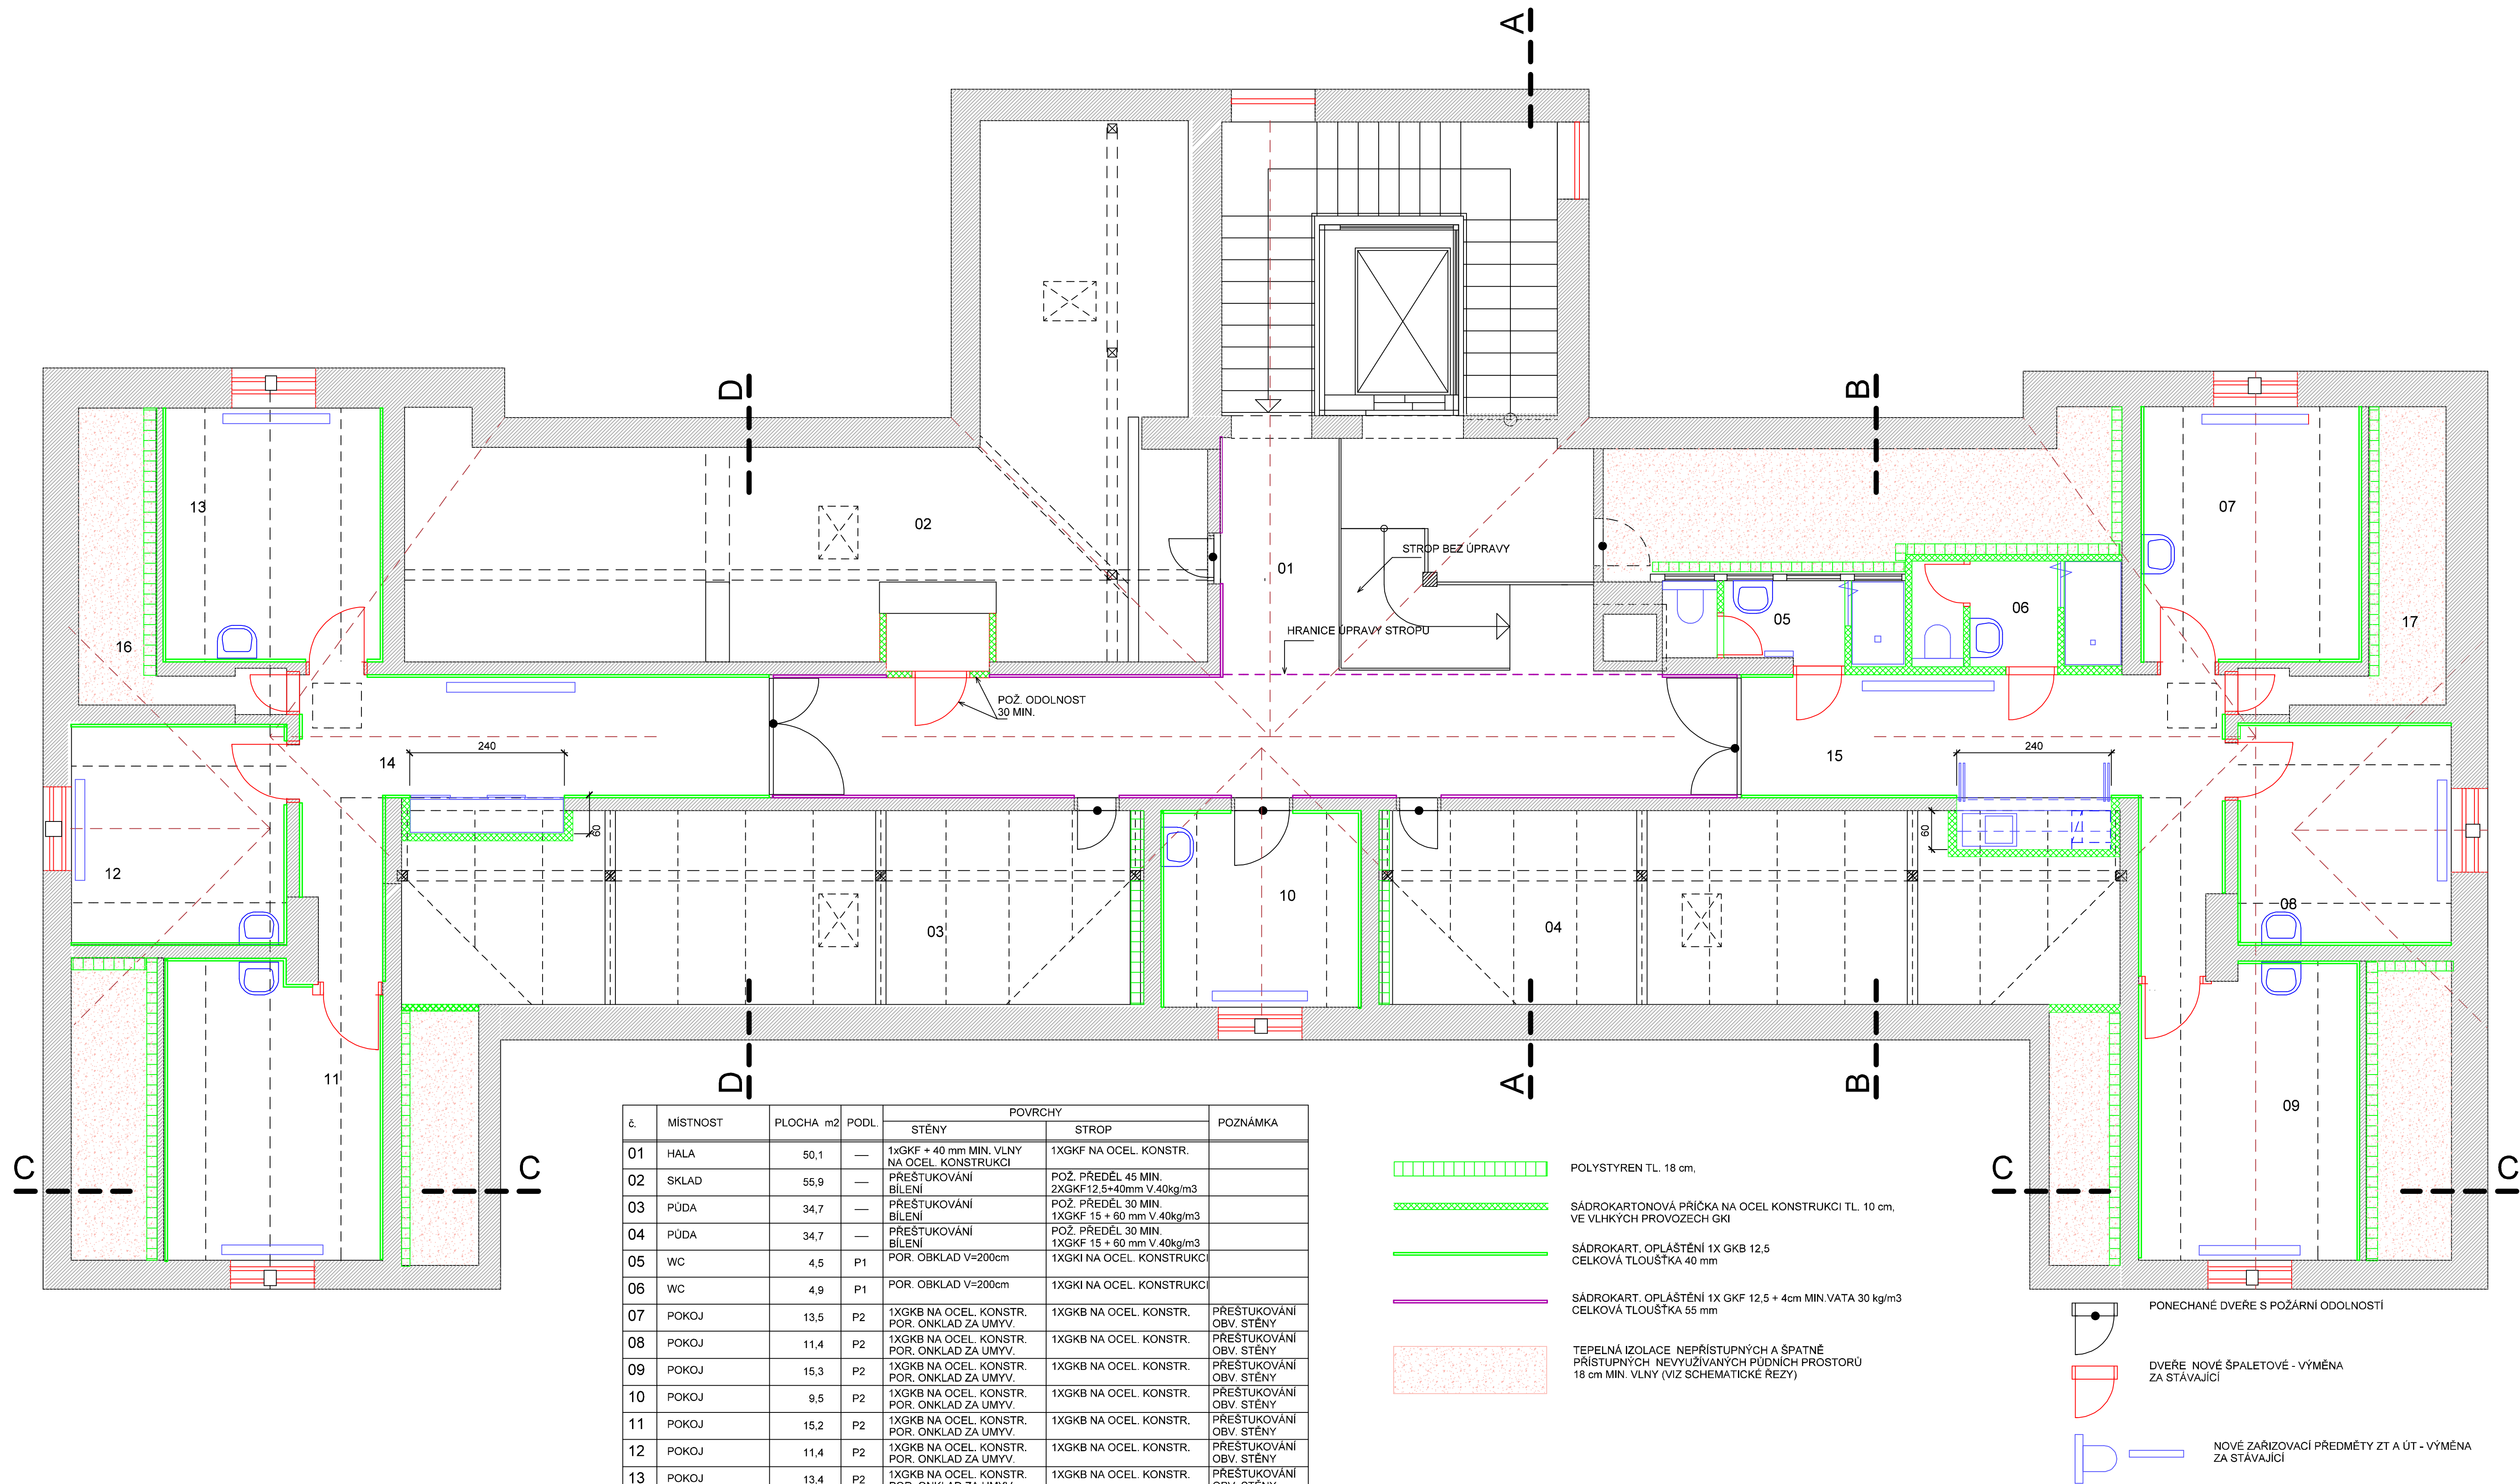 A
D
B
13
02
07
STROP BEZ ÚPRAVY
01
06
05
HRANICE ÚPRAVY STROPU
16
17
POŽ. ODOLNOST
30 MIN.
240
14
240
15
60
60
12
10
08
03
04
11
09
D
A
B
C
C
C
C
č.
MÍSTNOST
PLOCHA m2
PODL.
POVRCHY
STĚNY
STROP
POZNÁMKA
01 HALA 50,1 — 1xGKF + 40 mm MIN. VLNY 1XGKF NA OCEL. KONSTR.
NA OCEL. KONSTRUKCI
02 SKLAD 55,9 — PŘEŠTUKOVÁNÍ POŽ. PŘEDĚL 45 MIN.
BÍLENÍ 2XGKF12,5+40mm V.40kg/m3
03 PŮDA 34,7 — PŘEŠTUKOVÁNÍ POŽ. PŘEDĚL 30 MIN.
BÍLENÍ 1XGKF 15 + 60 mm V.40kg/m3
04 PŮDA 34,7 — PŘEŠTUKOVÁNÍ POŽ. PŘEDĚL 30 MIN.
BÍLENÍ 1XGKF 15 + 60 mm V.40kg/m3
05 WC 4,5 P1 POR. OBKLAD V=200cm 1XGKI NA OCEL. KONSTRUKCI
06 WC 4,9 P1 POR. OBKLAD V=200cm 1XGKI NA OCEL. KONSTRUKCI
07 POKOJ 13,5 P2 1XGKB NA OCEL. KONSTR. 1XGKB NA OCEL. KONSTR. PŘEŠTUKOVÁNÍ
POR. ONKLAD ZA UMYV. OBV. STĚNY
08 POKOJ 11,4 P2 1XGKB NA OCEL. KONSTR. 1XGKB NA OCEL. KONSTR. PŘEŠTUKOVÁNÍ
POR. ONKLAD ZA UMYV. OBV. STĚNY
09 POKOJ 15,3 P2 1XGKB NA OCEL. KONSTR. 1XGKB NA OCEL. KONSTR. PŘEŠTUKOVÁNÍ
POR. ONKLAD ZA UMYV. OBV. STĚNY
10 POKOJ 9,5 P2 1XGKB NA OCEL. KONSTR. 1XGKB NA OCEL. KONSTR. PŘEŠTUKOVÁNÍ
POR. ONKLAD ZA UMYV. OBV. STĚNY
11 POKOJ 15,2 P2 1XGKB NA OCEL. KONSTR. 1XGKB NA OCEL. KONSTR. PŘEŠTUKOVÁNÍ
POR. ONKLAD ZA UMYV. OBV. STĚNY
12 POKOJ 11,4 P2 1XGKB NA OCEL. KONSTR. 1XGKB NA OCEL. KONSTR. PŘEŠTUKOVÁNÍ
POR. ONKLAD ZA UMYV. OBV. STĚNY
13 POKOJ 13,4 P2 1XGKB NA OCEL. KONSTR. 1XGKB NA OCEL. KONSTR. PŘEŠTUKOVÁNÍ
POLYSTYREN TL. 18 cm,
SÁDROKARTONOVÁ PŘÍČKA NA OCEL KONSTRUKCI TL. 10 cm,
VE VLHKÝCH PROVOZECH GKI
SÁDROKART. OPLÁŠTĚNÍ 1X GKB 12,5
CELKOVÁ TLOUŠŤKA 40 mm
SÁDROKART. OPLÁŠTĚNÍ 1X GKF 12,5 + 4cm MIN.VATA 30 kg/m3
CELKOVÁ TLOUŠŤKA 55 mm
TEPELNÁ IZOLACE NEPŘÍSTUPNÝCH A ŠPATNĚ
PŘÍSTUPNÝCH NEVYUŽÍVANÝCH PŮDNÍCH PROSTORŮ
18 cm MIN. VLNY (VIZ SCHEMATICKÉ ŘEZY)
PONECHANÉ DVEŘE S POŽÁRNÍ ODOLNOSTÍ
DVEŘE NOVÉ ŠPALETOVÉ - VÝMĚNA
ZA STÁVAJÍCÍ
NOVÉ ZAŘIZOVACÍ PŘEDMĚTY ZT A ÚT - VÝMĚNA
ZA STÁVAJÍCÍ